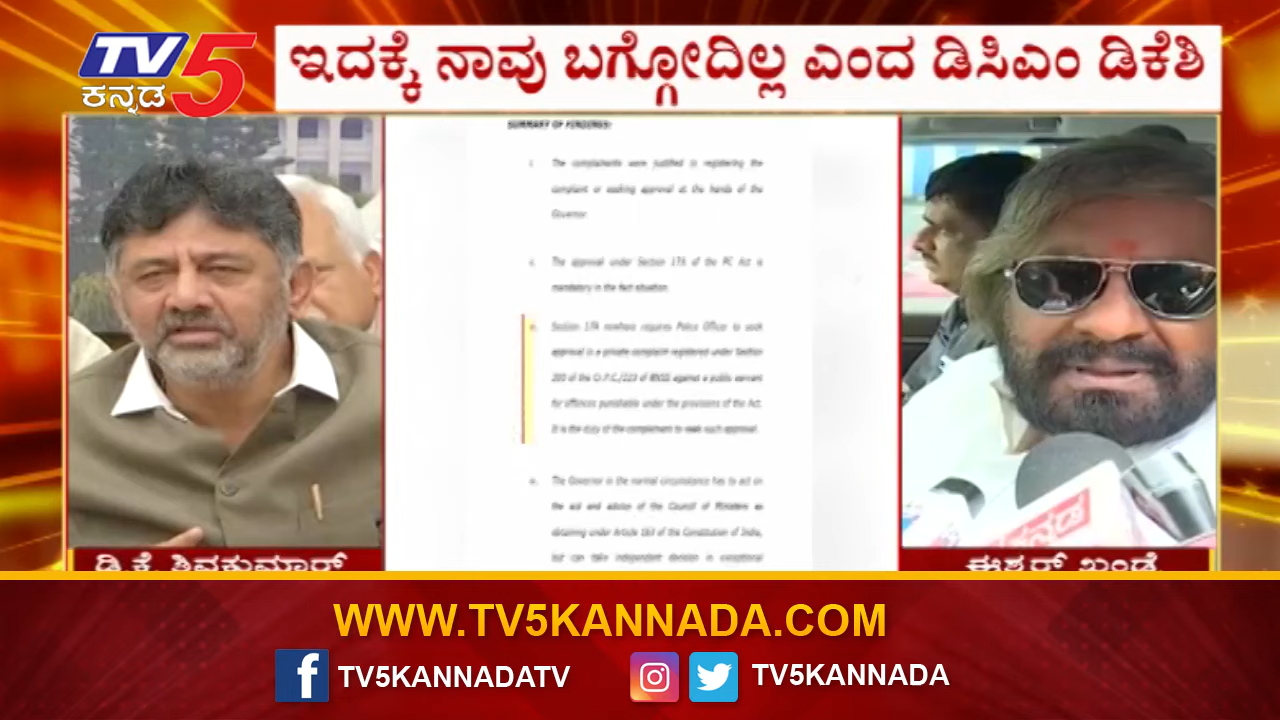 TV5
ಕನ್ನಡ
ಇದಕ್ಕೆ ನಾವು ಬಗ್ಗೋದಿಲ್ಲ ಎಂದ ಡಿಸಿಎಂ ಡಿಕೆಶಿ
SUMMARY OF FINDINGS:
i. The complainants were justified in registering the
complaint or seeking approval at the hands of the
Governor.
The approval under Section 17A of the PC Act is
mandatory in the fact situation.
Section 17A nowhere requires Police Officer to seek
approval in a private complaint registered under Section
200 of the Cr.P.C./223 of BNSS against a public servant
for offences punishable under the provisions of the Act.
It is the duty of the complainant to seek such approval.
The Governor in the normal circumstance has to act on
the aid and advice of the Council of Ministers as
obtaining under Article 163 of the Constitution of India,
but can take independent decision in exceptional
ಕನ್ನಡ
ಡಿ.ಕೆ. ಶಿವಕುಮಾರ್
ಈಶ್ವರ್ ಖಂಡ್ರೆ
WWW.TV5KANNADA.COM
TV5KANNADATV
TV5KANNADA